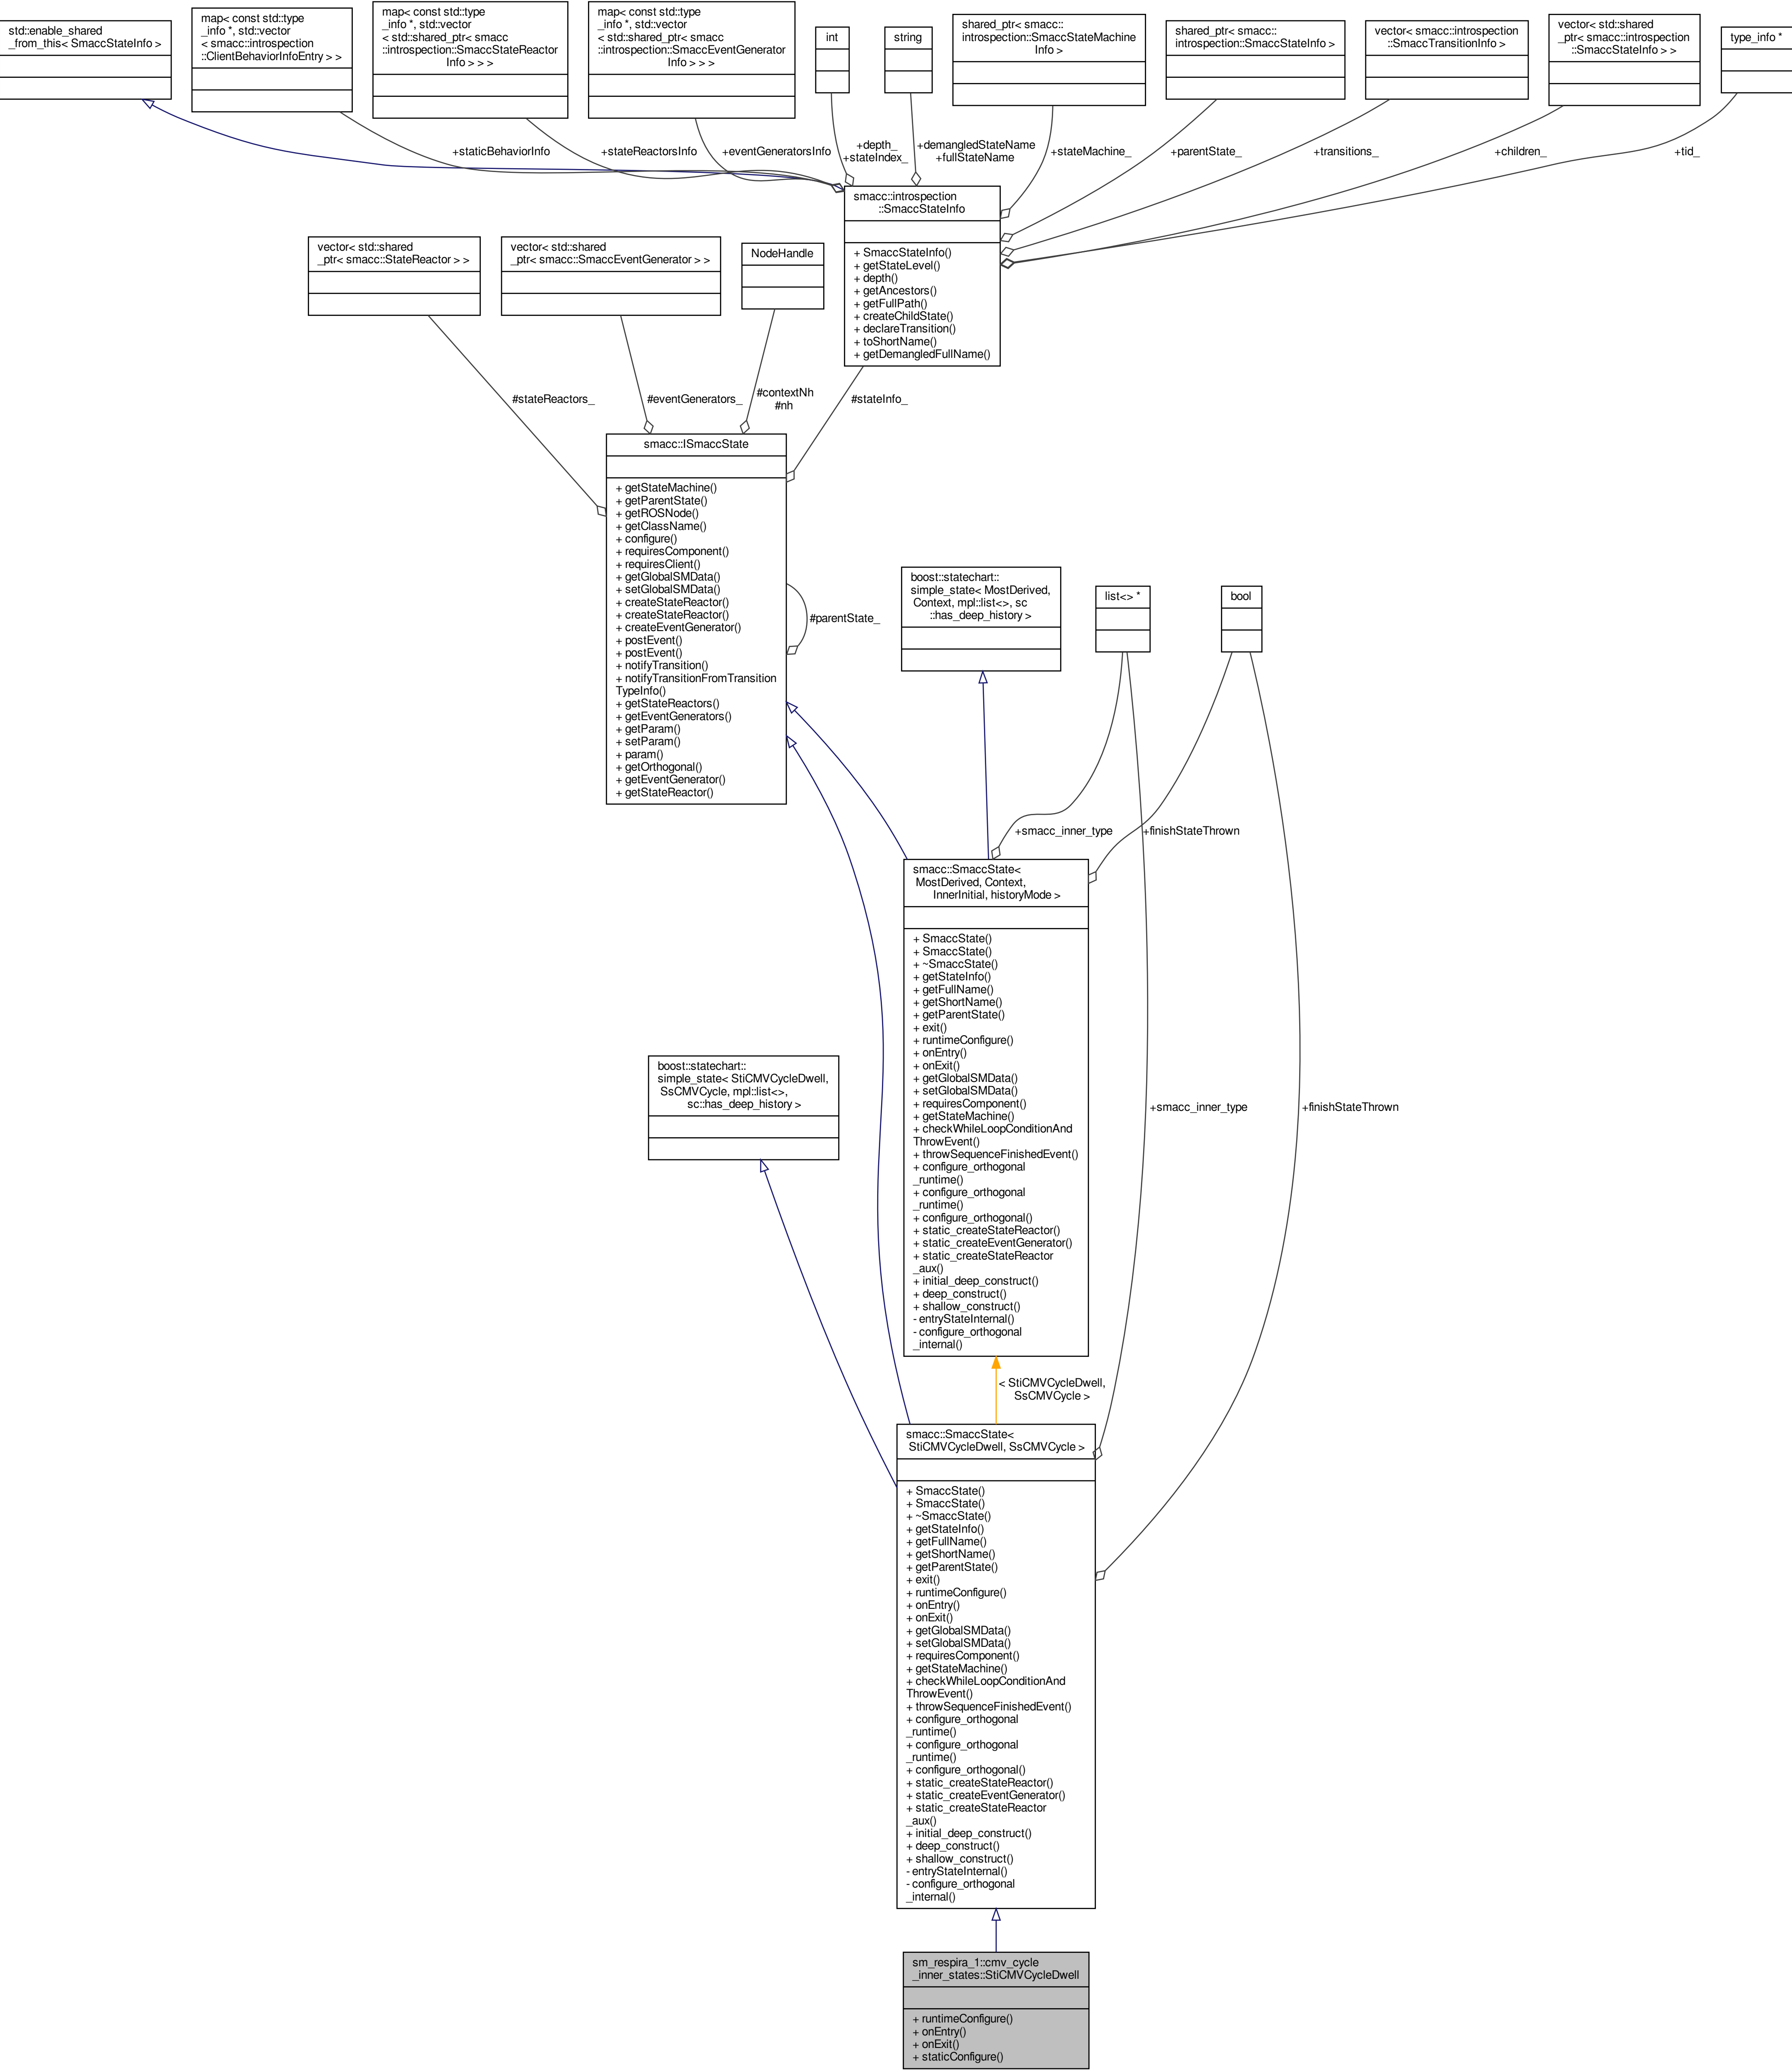 std::enable_shared
_from_this< SmaccStateInfo >
map< const std::type
_info *, std::vector
< smacc::introspection
::ClientBehaviorInfoEntry > >
map< const std::type
_info *, std::vector
< std::shared_ptr< smacc
::introspection::SmaccStateReactor
Info > > >
map< const std::type
_info *, std::vector
< std::shared_ptr< smacc
::introspection::SmaccEventGenerator
Info > > >
int
string
shared_ptr< smacc::
introspection::SmaccStateMachine
Info >
shared_ptr< smacc::
introspection::SmaccStateInfo >
vector< smacc::introspection
::SmaccTransitionInfo >
vector< std::shared
_ptr< smacc::introspection
::SmaccStateInfo > >
type_info *
+staticBehaviorInfo
+stateReactorsInfo
+eventGeneratorsInfo
+depth_
+stateIndex_
+demangledStateName
+fullStateName
+stateMachine_
+parentState_
+transitions_
+children_
+tid_
smacc::introspection
::SmaccStateInfo
+ SmaccStateInfo()
+ getStateLevel()
+ depth()
+ getAncestors()
+ getFullPath()
+ createChildState()
+ declareTransition()
+ toShortName()
+ getDemangledFullName()
vector< std::shared
_ptr< smacc::StateReactor > >
vector< std::shared
_ptr< smacc::SmaccEventGenerator > >
NodeHandle
#stateReactors_
#eventGenerators_
#contextNh
#nh
#stateInfo_
smacc::ISmaccState
+ getStateMachine()
+ getParentState()
+ getROSNode()
+ getClassName()
+ configure()
+ requiresComponent()
+ requiresClient()
+ getGlobalSMData()
+ setGlobalSMData()
+ createStateReactor()
+ createStateReactor()
+ createEventGenerator()
+ postEvent()
+ postEvent()
+ notifyTransition()
+ notifyTransitionFromTransition
TypeInfo()
+ getStateReactors()
+ getEventGenerators()
+ getParam()
+ setParam()
+ param()
+ getOrthogonal()
+ getEventGenerator()
+ getStateReactor()
#parentState_
boost::statechart::
simple_state< MostDerived,
Context, mpl::list<>, sc
::has_deep_history >
list<> *
bool
+smacc_inner_type
+finishStateThrown
smacc::SmaccState<
MostDerived, Context,
InnerInitial, historyMode >
+ SmaccState()
+ SmaccState()
+ ~SmaccState()
+ getStateInfo()
+ getFullName()
+ getShortName()
+ getParentState()
+ exit()
+ runtimeConfigure()
+ onEntry()
+ onExit()
+ getGlobalSMData()
+ setGlobalSMData()
+ requiresComponent()
+ getStateMachine()
+ checkWhileLoopConditionAnd
ThrowEvent()
+ throwSequenceFinishedEvent()
+ configure_orthogonal
_runtime()
+ configure_orthogonal
_runtime()
+ configure_orthogonal()
+ static_createStateReactor()
+ static_createEventGenerator()
+ static_createStateReactor
_aux()
+ initial_deep_construct()
+ deep_construct()
+ shallow_construct()
- entryStateInternal()
- configure_orthogonal
_internal()
boost::statechart::
simple_state< StiCMVCycleDwell,
SsCMVCycle, mpl::list<>,
sc::has_deep_history >
+smacc_inner_type
+finishStateThrown
< StiCMVCycleDwell,
SsCMVCycle >
smacc::SmaccState<
StiCMVCycleDwell, SsCMVCycle >
+ SmaccState()
+ SmaccState()
+ ~SmaccState()
+ getStateInfo()
+ getFullName()
+ getShortName()
+ getParentState()
+ exit()
+ runtimeConfigure()
+ onEntry()
+ onExit()
+ getGlobalSMData()
+ setGlobalSMData()
+ requiresComponent()
+ getStateMachine()
+ checkWhileLoopConditionAnd
ThrowEvent()
+ throwSequenceFinishedEvent()
+ configure_orthogonal
_runtime()
+ configure_orthogonal
_runtime()
+ configure_orthogonal()
+ static_createStateReactor()
+ static_createEventGenerator()
+ static_createStateReactor
_aux()
+ initial_deep_construct()
+ deep_construct()
+ shallow_construct()
- entryStateInternal()
- configure_orthogonal
_internal()
sm_respira_1::cmv_cycle
_inner_states::StiCMVCycleDwell
+ runtimeConfigure()
+ onEntry()
+ onExit()
+ staticConfigure()